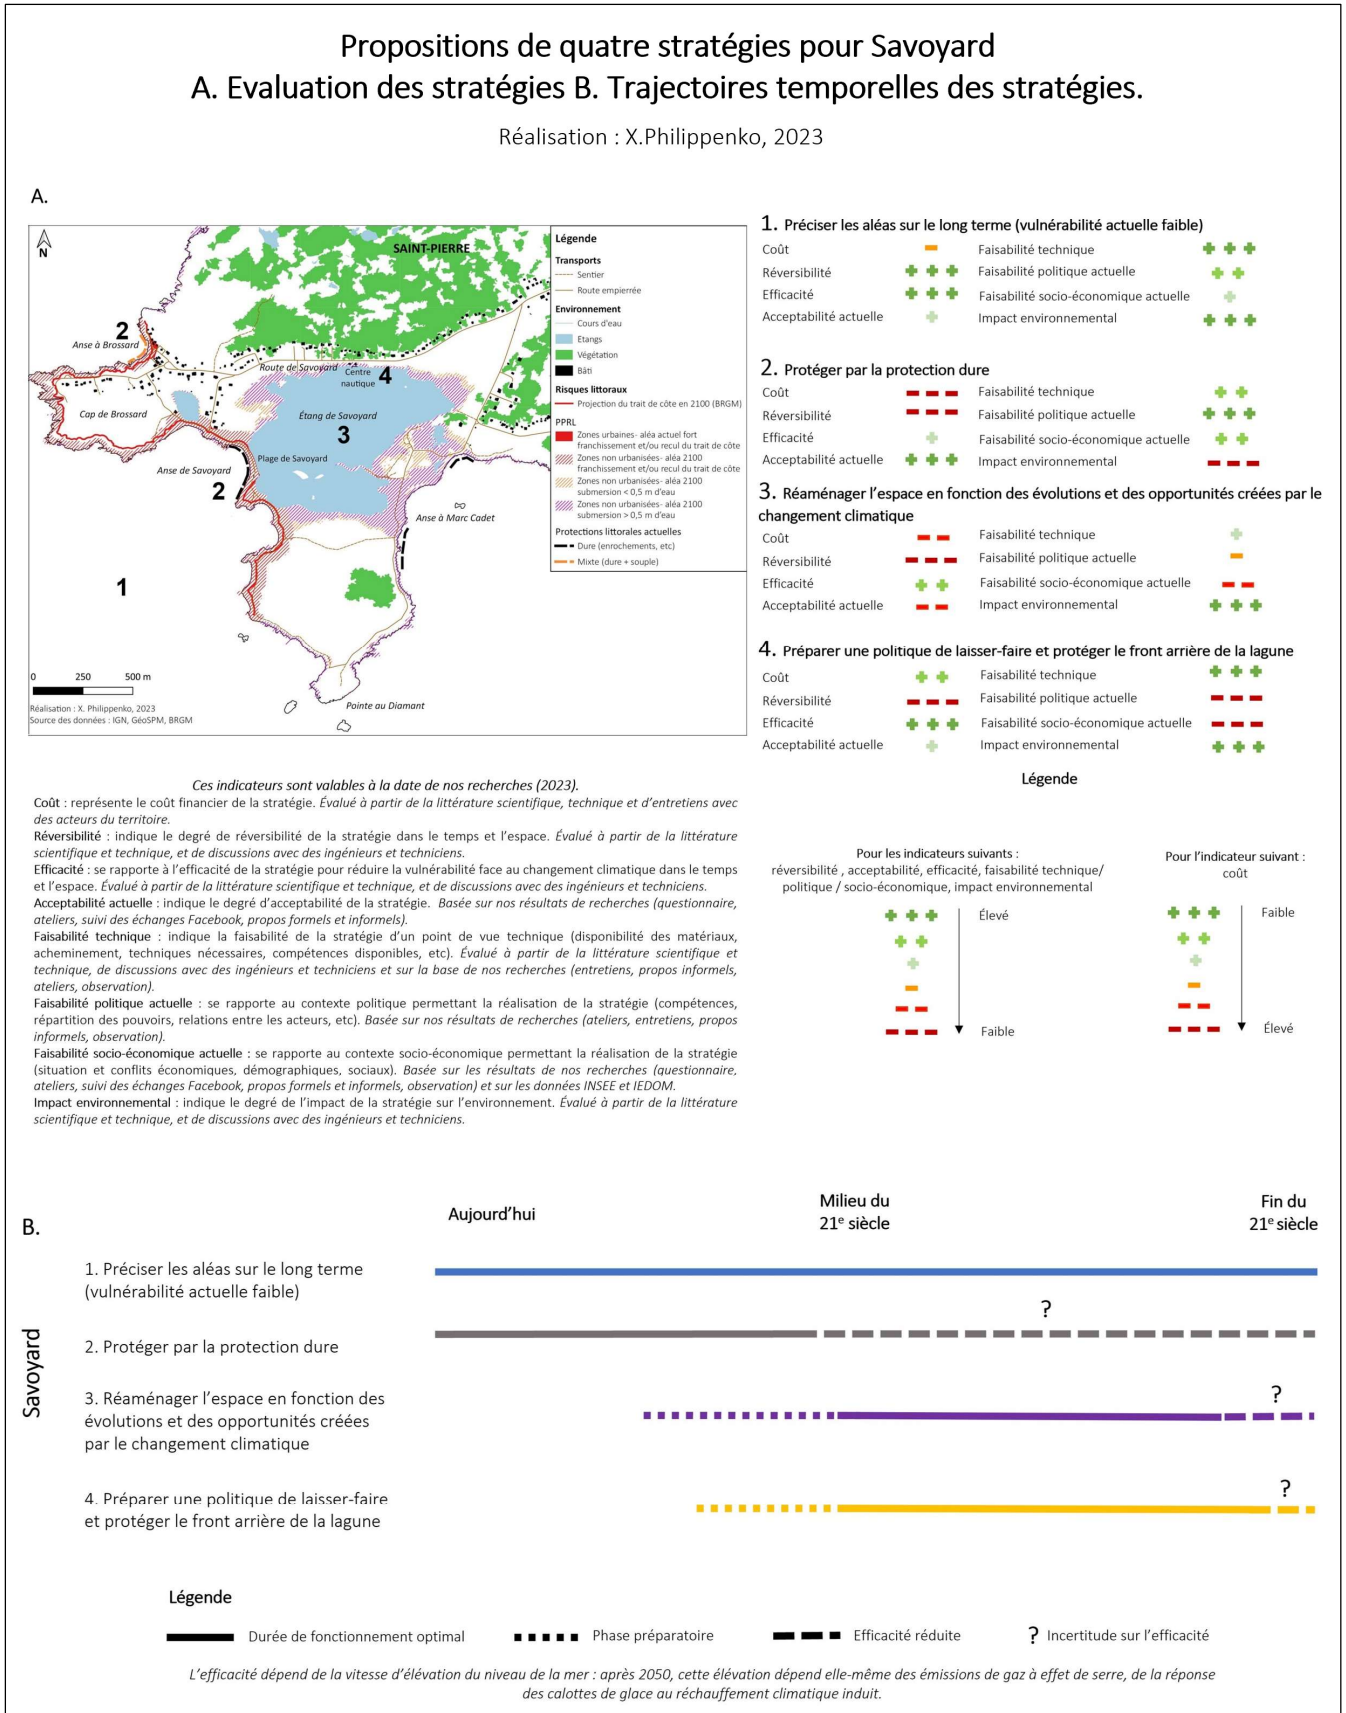 Propositions de quatre stratégies pour Savoyard
A. Evaluation des stratégies B. Trajectoires temporelles des stratégies.
Réalisation : X.Philippenko, 2023
A.
N
SAINT-PIERRE
2
Anse à Brossard
Route de Savoyard
Centre
nautique
4
Cap de Brossard
Étang de Savoyard
3
Plage de Savoyard
Anse de Savoyard
2
Anse à Marc Cadet
1
0 250 500 m
Pointe au Diamant
Réalisation : X. Philippenko, 2023
Source des données : IGN, GéoSPM, BRGM
Légende
Transports
Sentier
Route empierrée
Environnement
Cours d'eau
Etangs
Végétation
Bâti
Risques littoraux
Projection du trait de côte en 2100 (BRGM)
PPRL
Zones urbaines- aléa actuel fort
franchissement et/ou recul du trait de côte
Zones non urbanisées- aléa 2100
franchissement et/ou recul du trait de côte
Zones non urbanisées- aléa 2100
submersion < 0,5 m d'eau
Zones non urbanisées- aléa 2100
submersion > 0,5 m d'eau
Protections littorales actuelles
Dure (enrochements, etc)
Mixte (dure + souple)
1. Préciser les aléas sur le long terme (vulnérabilité actuelle faible)
Coût Faisabilité technique
Réversibilité Faisabilité politique actuelle
Efficacité Faisabilité socio-économique actuelle
Acceptabilité actuelle Impact environnemental
2. Protéger par la protection dure
Coût Faisabilité technique
Réversibilité Faisabilité politique actuelle
Efficacité Faisabilité socio-économique actuelle
Acceptabilité actuelle Impact environnemental
3. Réaménager l'espace en fonction des évolutions et des opportunités créées par le
changement climatique
Coût Faisabilité technique
Réversibilité Faisabilité politique actuelle
Efficacité Faisabilité socio-économique actuelle
Acceptabilité actuelle Impact environnemental
4. Préparer une politique de laisser-faire et protéger le front arrière de la lagune
Coût Faisabilité technique
Réversibilité Faisabilité politique actuelle
Efficacité Faisabilité socio-économique actuelle
Acceptabilité actuelle Impact environnemental
Ces indicateurs sont valables à la date de nos recherches (2023).
Coût : représente le coût financier de la stratégie. Évalué à partir de la littérature scientifique, technique et d'entretiens avec
des acteurs du territoire.
Réversibilité : indique le degré de réversibilité de la stratégie dans le temps et l'espace. Évalué à partir de la littérature
scientifique et technique, et de discussions avec des ingénieurs et techniciens.
Efficacité : se rapporte à l'efficacité de la stratégie pour réduire la vulnérabilité face au changement climatique dans le temps
et l'espace. Évalué à partir de la littérature scientifique et technique, et de discussions avec des ingénieurs et techniciens.
Acceptabilité actuelle : indique le degré d'acceptabilité de la stratégie. Basée sur nos résultats de recherches (questionnaire,
ateliers, suivi des échanges Facebook, propos formels et informels).
Faisabilité technique : indique la faisabilité de la stratégie d'un point de vue technique (disponibilité des matériaux,
acheminement, techniques nécessaires, compétences disponibles, etc). Évalué à partir de la littérature scientifique et
technique, de discussions avec des ingénieurs et techniciens et sur la base de nos recherches (entretiens, propos informels,
ateliers, observation).
Faisabilité politique actuelle : se rapporte au contexte politique permettant la réalisation de la stratégie (compétences,
répartition des pouvoirs, relations entre les acteurs, etc). Basée sur nos résultats de recherches (ateliers, entretiens, propos
informels, observation).
Faisabilité socio-économique actuelle : se rapporte au contexte socio-économique permettant la réalisation de la stratégie
(situation et conflits économiques, démographiques, sociaux). Basée sur les résultats de nos recherches (questionnaire,
ateliers, suivi des échanges Facebook, propos formels et informels, observation) et sur les données INSEE et IEDOM.
Impact environnemental : indique le degré de l'impact de la stratégie sur l'environnement. Évalué à partir de la littérature
scientifique et technique, et de discussions avec des ingénieurs et techniciens.
Légende
Pour les indicateurs suivants :
réversibilité , acceptabilité, efficacité, faisabilité technique/
politique / socio-économique, impact environnemental
Élevé
Faible
Pour l'indicateur suivant :
coût
Faible
Élevé
B.
Aujourd'hui
Milieu du
21e siècle
Fin du
21e siècle
Savoyard
1. Préciser les aléas sur le long terme
(vulnérabilité actuelle faible)
?
2. Protéger par la protection dure
3. Réaménager l'espace en fonction des
évolutions et des opportunités créées
par le changement climatique
?
4. Préparer une politique de laisser-faire
et protéger le front arrière de la lagune
?
Légende
Durée de fonctionnement optimal
Phase préparatoire
Efficacité réduite
? Incertitude sur l'efficacité
L'efficacité dépend de la vitesse d'élévation du niveau de la mer : après 2050, cette élévation dépend elle-même des émissions de gaz à effet de serre, de la réponse
des calottes de glace au réchauffement climatique induit.